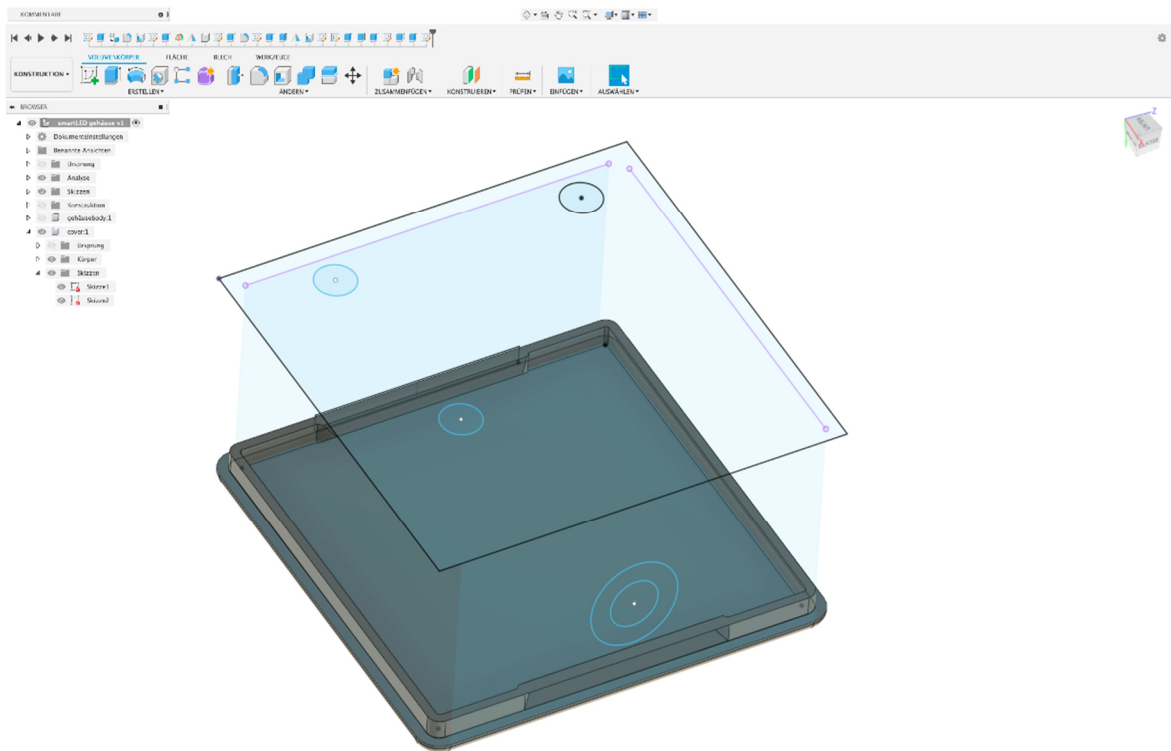 KOMMENTARE
VOLUMENKÖRPER FLÄCHE BLECH WERKZEUGE
KONSTRUKTION
ERSTELLEN ÄNDERN ZUSAMMENFÜGEN KONSTRUIEREN PRÜFEN EINFÜGEN AUSWÄHLEN
BROWSER
smartLED gehäuse v1
Dokumenteinstellungen
Benannte Ansichten
Ursprung
Analyse
Skizzen
Konstruktion
gehäusebody:1
cover:1
Ursprung
Körper
Skizzen
Skizze1
Skizze2
Z